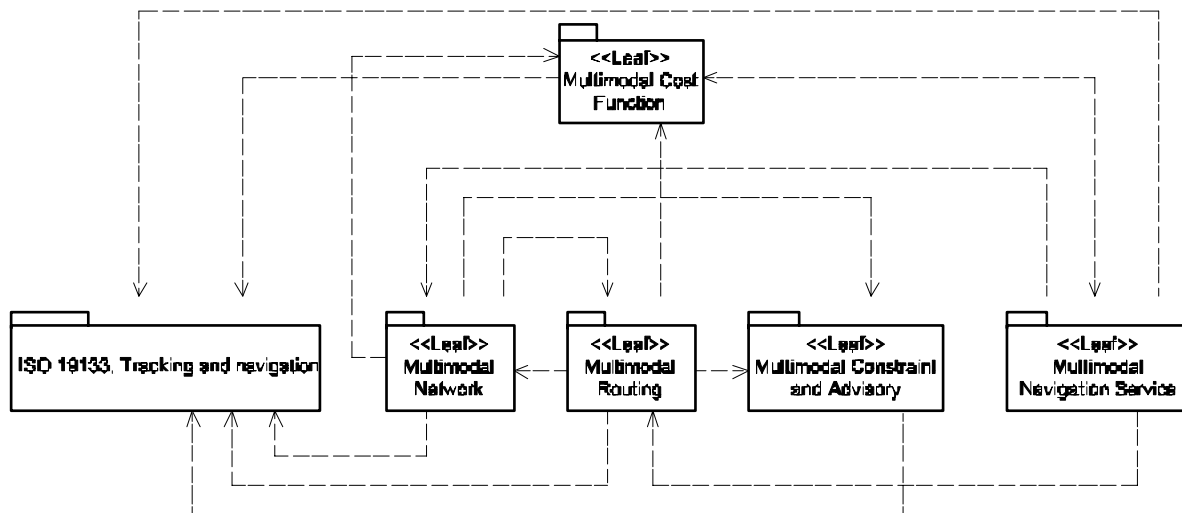 <<Leaf>>
Multimodal Cost
Function
ISO 19133, Tracking and navigation
<<Leaf>>
Multimodal
Network
<<Leaf>>
Multimodal
Routing
<<Leaf>>
Multimodal Constraint
and Advisory
<<Leaf>>
Multimodal
Navigation Service